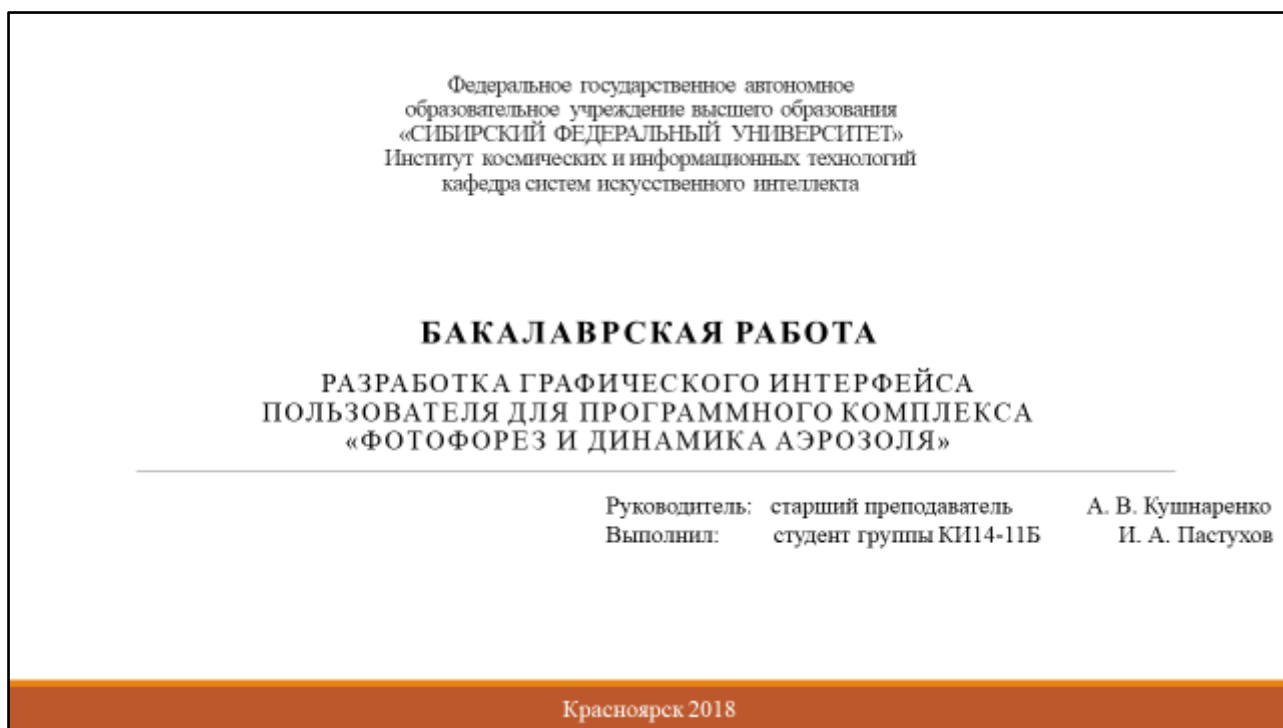 Федеральное государственное автономное
образовательное учреждение высшего образования
«СИБИРСКИЙ ФЕДЕРАЛЬНЫЙ УНИВЕРСИТЕТ»
Институт космических и информационных технологий
кафедра систем искусственного интеллекта
БАКАЛАВРСКАЯ РАБОТА
РАЗРАБОТКА ГРАФИЧЕСКОГО ИНТЕРФЕЙСА
ПОЛЬЗОВАТЕЛЯ ДЛЯ ПРОГРАММНОГО КОМПЛЕКСА
«ФОТОФОРЕЗ И ДИНАМИКА АЭРОЗОЛЯ»
Руководитель: старший преподаватель А. В. Кушнаренко
Выполнил: студент группы КИ14-11Б И. А. Пастухов
Красноярск 2018